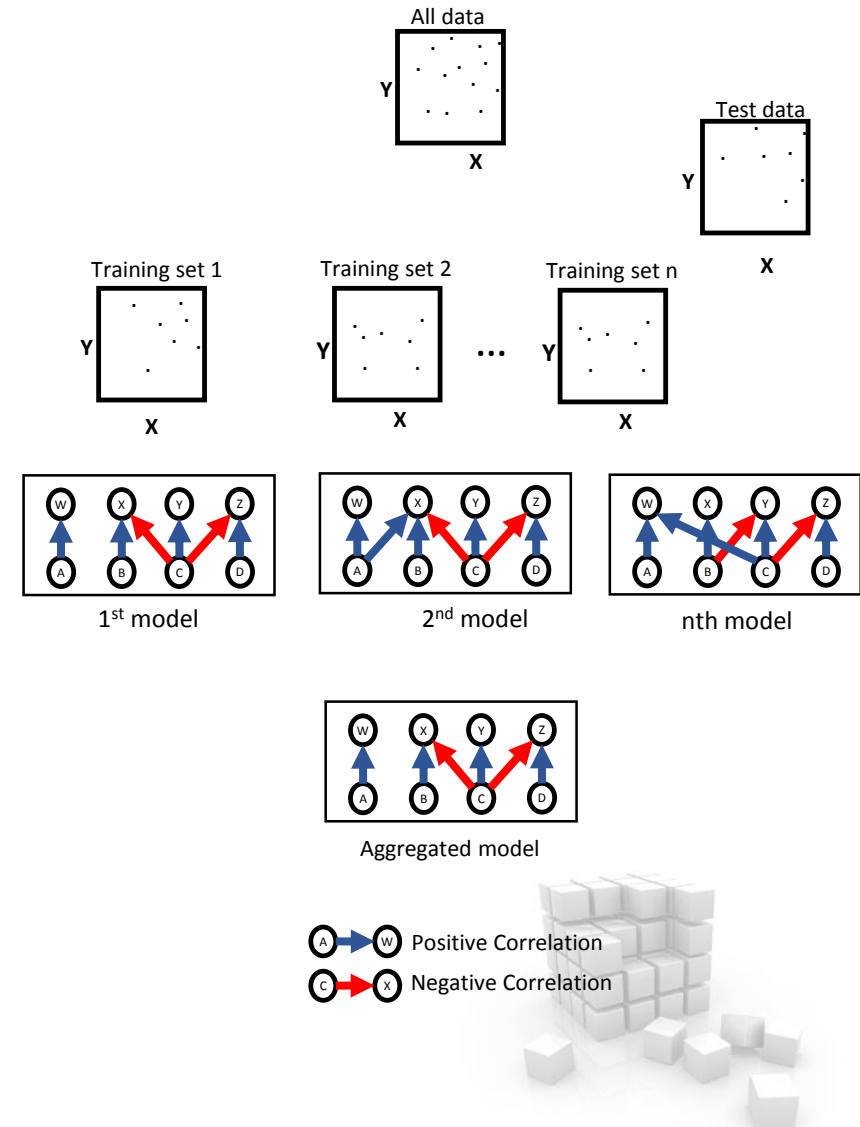 All data
Y
X
Test data
Y
X
Training set 1
Training set 2
Training set n
Y
Y
...
Y
X
X
X
W X Y Z
W X Y Z
W X Y Z
A B C D
A B C D
A B C D
1st model
2nd model
nth model
W X Y Z
A B C D
Aggregated model
A W Positive Correlation
C X Negative Correlation